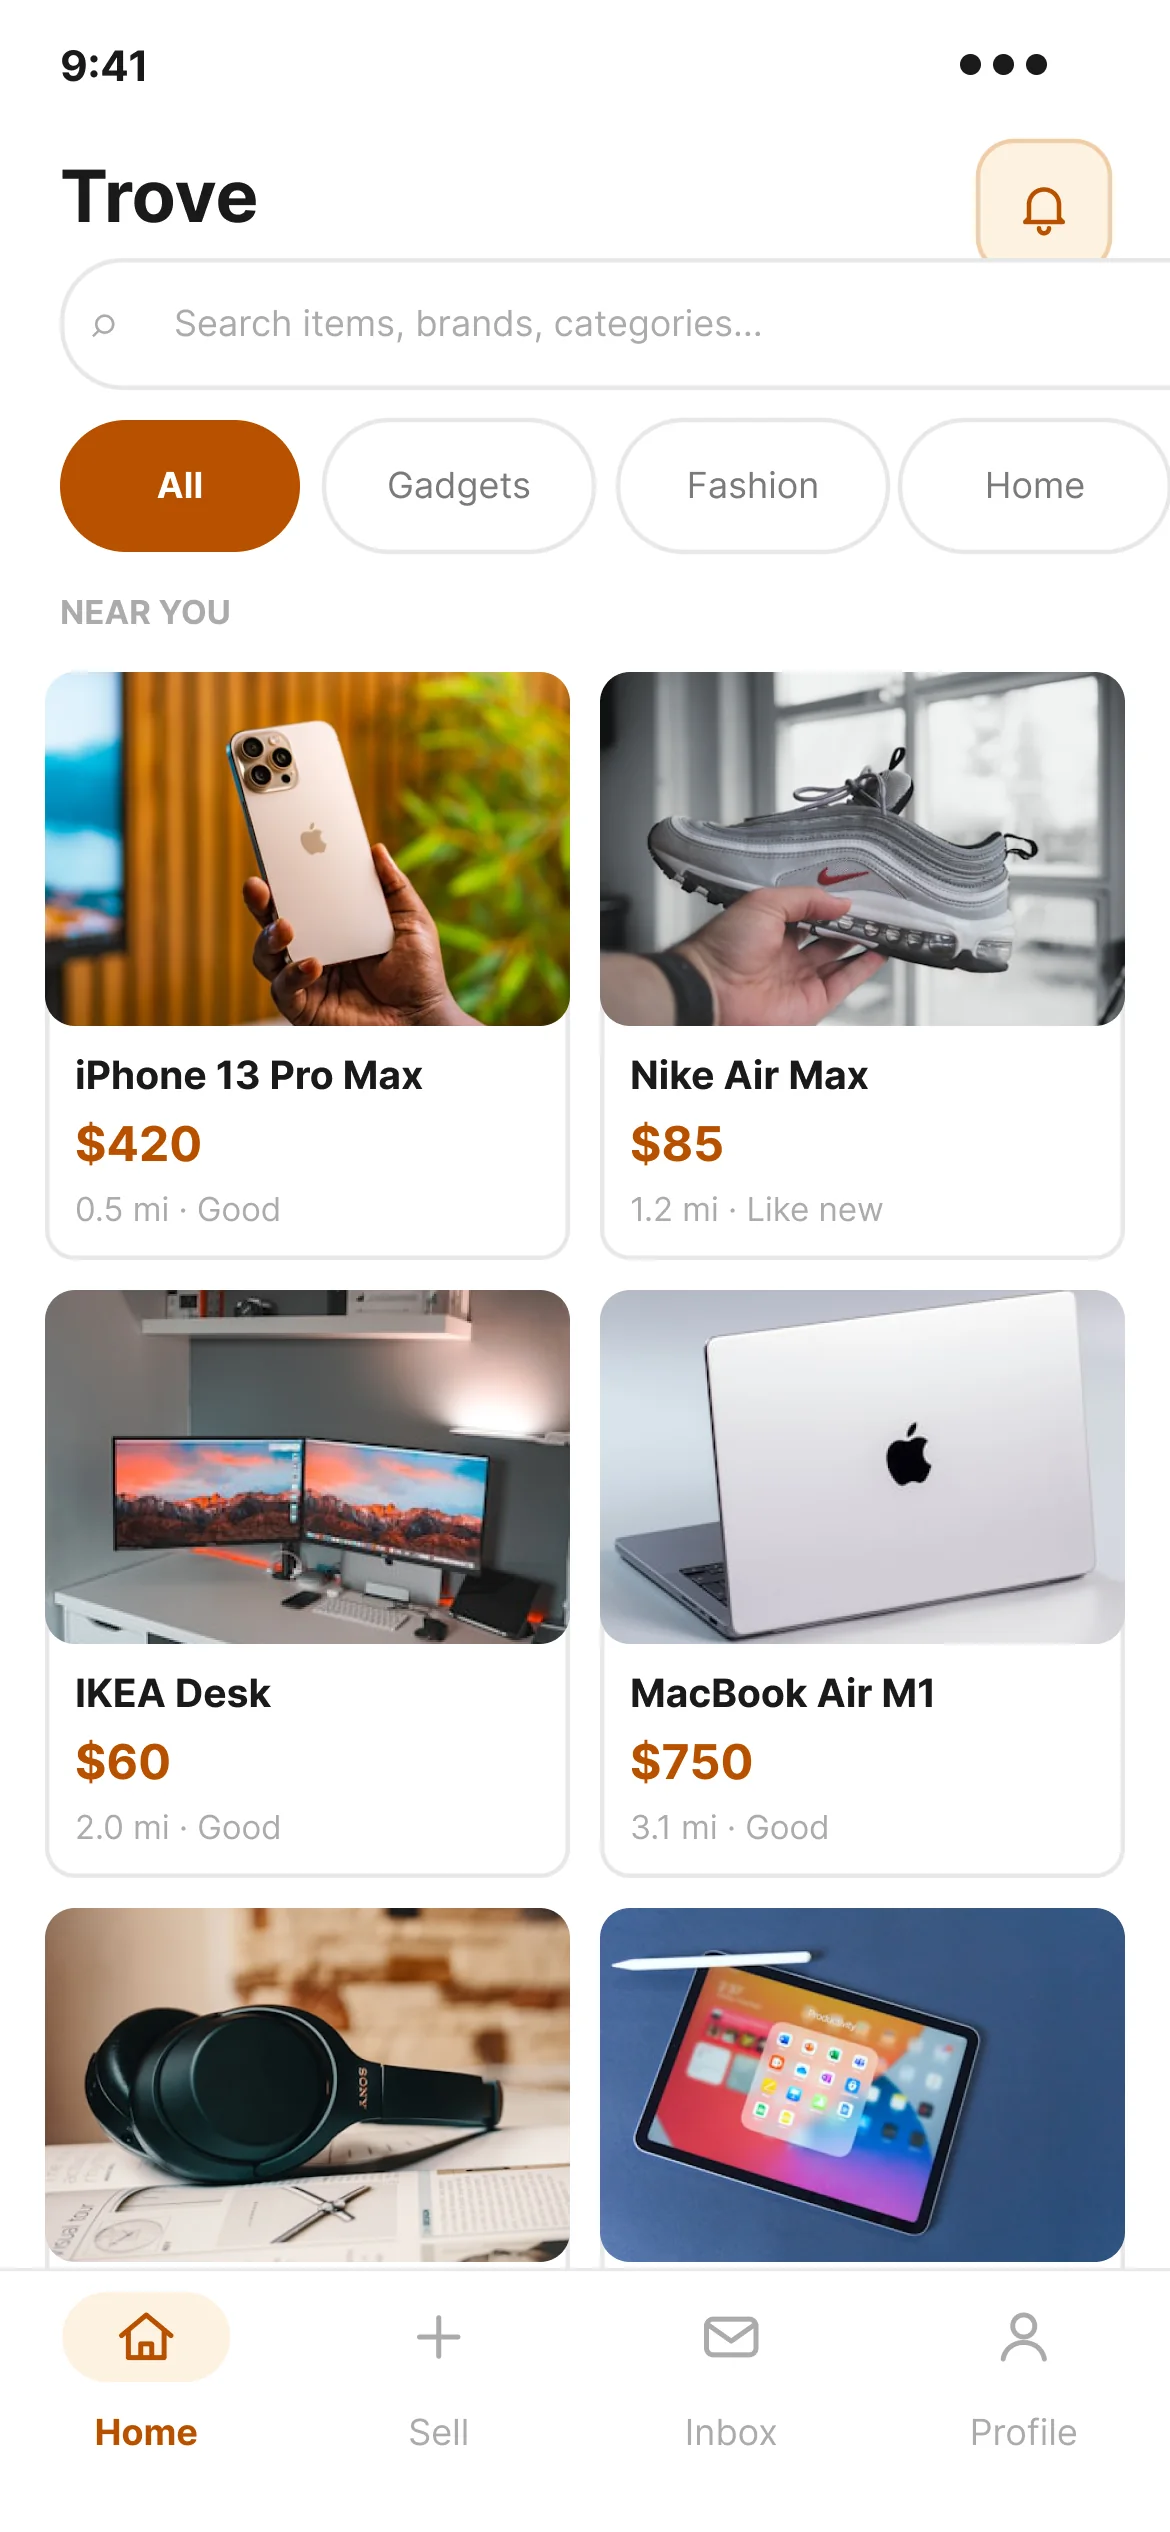 9:41
Trove
Search items, brands, categories...
All
Gadgets
Fashion
Home
NEAR YOU
iPhone 13 Pro Max
$420
0.5 mi · Good
Nike Air Max
$85
1.2 mi · Like new
IKEA Desk
$60
2.0 mi · Good
MacBook Air M1
$750
3.1 mi · Good
SONY
Productivity
Home
Sell
Inbox
Profile